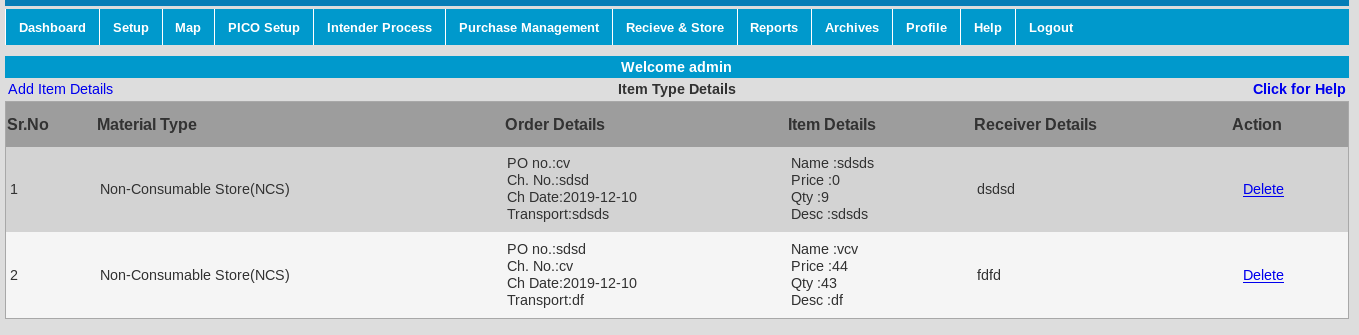 Dashboard Setup Map PICO Setup Intender Process Purchase Management Recieve & Store Reports Archives Profile Help Logout
Welcome admin
Add Item Details Item Type Details Click for Help
Sr.No Material Type Order Details Item Details Receiver Details Action
1 Non-Consumable Store(NCS)
PO no.:cv
Ch. No.:sdsd
Ch Date:2019-12-10
Transport:sdsds
Name :sdsds
Price :0
Qty :9
Desc :sdsds
dsdsd
Delete
2 Non-Consumable Store(NCS)
PO no.:sdsd
Ch. No.:cv
Ch Date:2019-12-10
Transport:df
Name :vcv
Price :44
Qty :43
Desc :df
fdfd
Delete